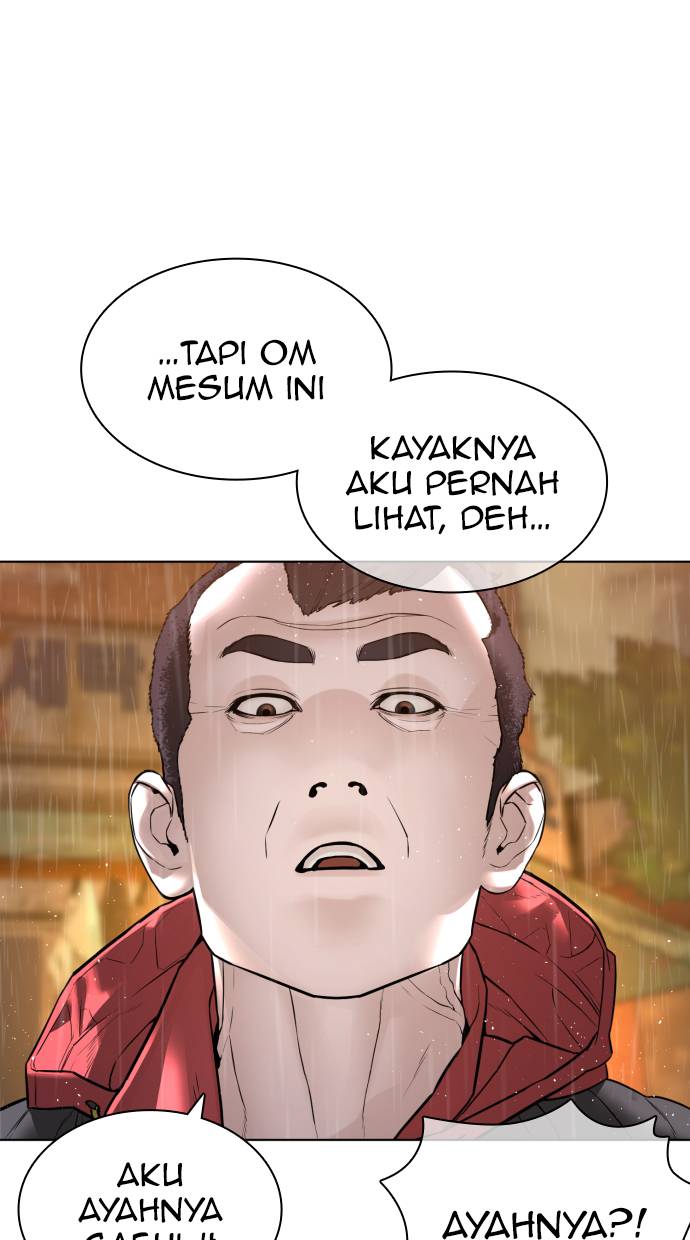 ...TAPI OM
MESUM INI
KAYAKNYA
AKU PERNAH
LIHAT, DEH...
AKU
AYAHNYA
AYAHNYA?!